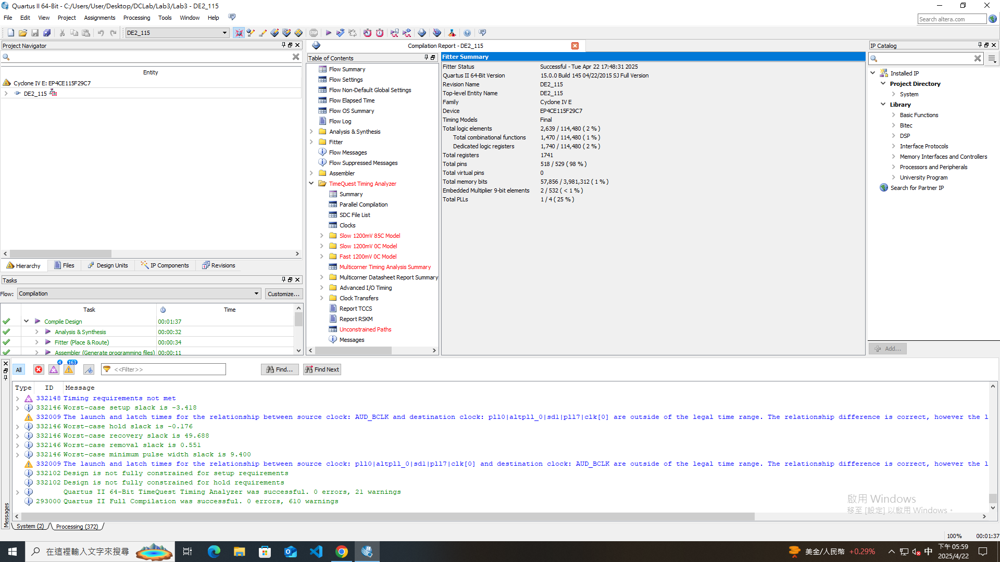 Quartus II 64-Bit - C:/Users/User/Desktop/DCLab/Lab3/Lab3 - DE2_115
File Edit View Project Assignments Processing Tools Window Help
Search altera.com
DE2_115
STOP
Project Navigator
Entity
Cyclone IV E: EP4CE115F29C7
DE2_115
Hierarchy Files Design Units IP Components Revisions
Tasks
Flow: Compilation Customize...
Task Time
Compile Design 00:01:37
Analysis & Synthesis 00:00:32
Fitter (Place & Route) 00:00:34
Assembler (Generate programming files) 00:00:11
Compilation Report - DE2_115
Table of Contents
Flow Summary
Flow Settings
Flow Non-Default Global Settings
Flow Elapsed Time
Flow OS Summary
Flow Log
Analysis & Synthesis
Fitter
Flow Messages
Flow Suppressed Messages
Assembler
TimeQuest Timing Analyzer
Summary
Parallel Compilation
SDC File List
Clocks
Slow 1200mV 85C Model
Slow 1200mV 0C Model
Fast 1200mV 0C Model
Multicorner Timing Analysis Summary
Multicorner Datasheet Report Summary
Advanced I/O Timing
Clock Transfers
Report TCCS
Report RSKM
Unconstrained Paths
Messages
Fitter Summary
Fitter Status Successful - Tue Apr 22 17:48:31 2025
Quartus II 64-Bit Version 15.0.0 Build 145 04/22/2015 SJ Full Version
Revision Name DE2_115
Top-level Entity Name DE2_115
Family Cyclone IV E
Device EP4CE115F29C7
Timing Models Final
Total logic elements 2,639 / 114,480 ( 2 % )
Total combinational functions 1,470 / 114,480 ( 1 % )
Dedicated logic registers 1,740 / 114,480 ( 2 % )
Total registers 1741
Total pins 518 / 529 ( 98 % )
Total virtual pins 0
Total memory bits 57,856 / 3,981,312 ( 1 % )
Embedded Multiplier 9-bit elements 2 / 532 ( < 1 % )
Total PLLs 1 / 4 ( 25 % )
IP Catalog
Installed IP
Project Directory
System
Library
Basic Functions
Bitec
DSP
Interface Protocols
Memory Interfaces and Controllers
Processors and Peripherals
University Program
Search for Partner IP
Add...
All 4 163 <<Filter>> Find... Find Next
Type ID Message
332148 Timing requirements not met
332146 Worst-case setup slack is -3.418
332009 The launch and latch times for the relationship between source clock: AUD_BCLK and destination clock: pll0|altpll_0|sd1|pll7|clk[0] are outside of the legal time range. The relationship difference is correct, however the l
332146 Worst-case hold slack is -0.176
332146 Worst-case recovery slack is 49.688
332146 Worst-case removal slack is 0.551
332146 Worst-case minimum pulse width slack is 9.400
332009 The launch and latch times for the relationship between source clock: pll0|altpll_0|sd1|pll7|clk[0] and destination clock: AUD_BCLK are outside of the legal time range. The relationship difference is correct, however the l
332102 Design is not fully constrained for setup requirements
332102 Design is not fully constrained for hold requirements
Quartus II 64-Bit TimeQuest Timing Analyzer was successful. 0 errors, 21 warnings
293000 Quartus II Full Compilation was successful. 0 errors, 610 warnings
Messages
System (2) Processing (372)
啟用 Windows
移至 [設定] 以啟用 Windows。
100% 00:01:37
在這裡輸入文字來搜尋
美金/人民幣 +0.29%
中
下午 05:59
2025/4/22